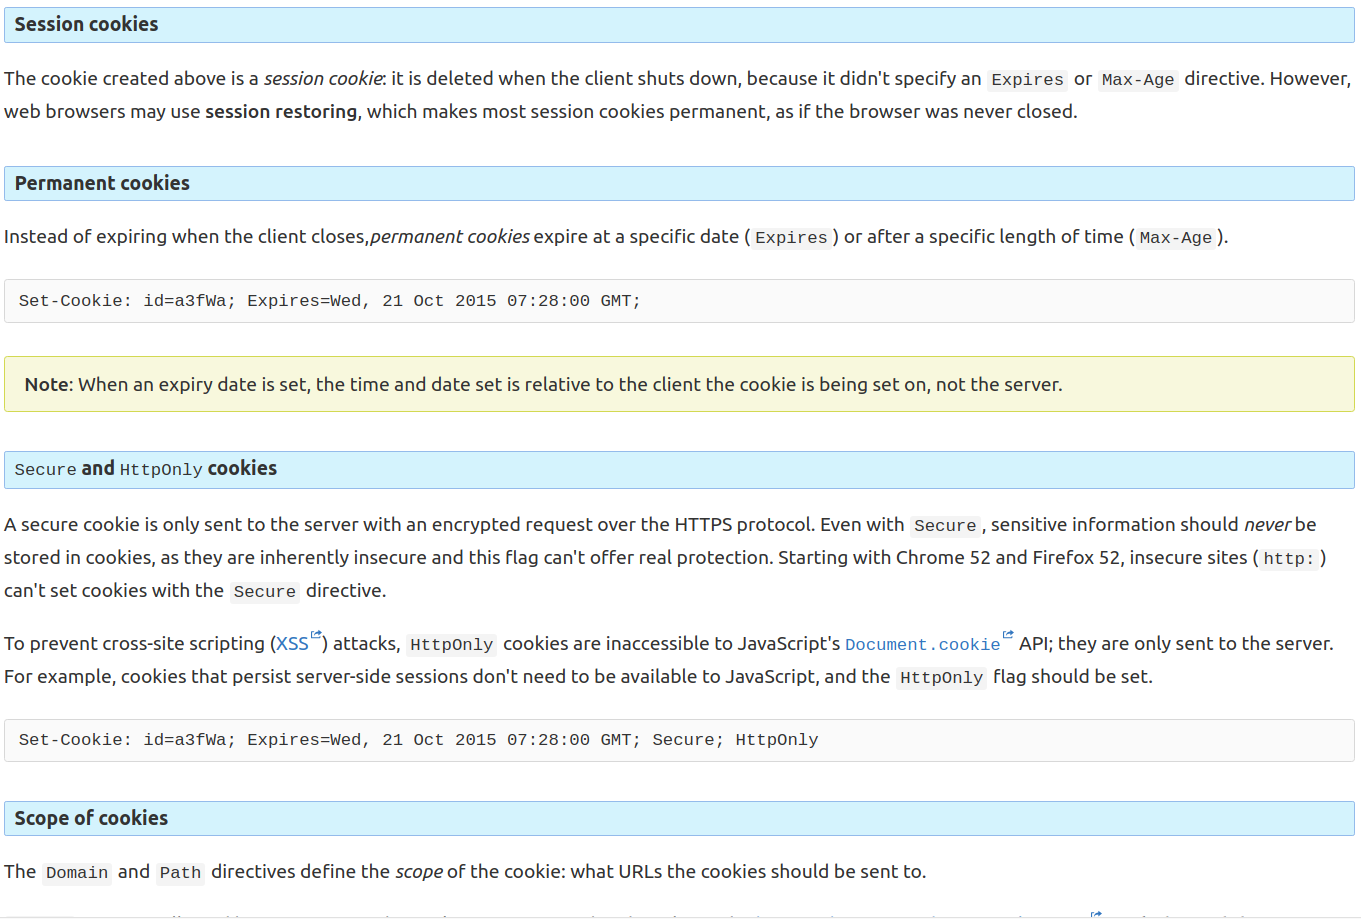 Session cookies
The cookie created above is a session cookie: it is deleted when the client shuts down, because it didn't specify an Expires or Max-Age directive. However,
web browsers may use session restoring, which makes most session cookies permanent, as if the browser was never closed.
Permanent cookies
Instead of expiring when the client closes,permanent cookies expire at a specific date (Expires) or after a specific length of time (Max-Age).
Set-Cookie: id=a3fWa; Expires=Wed, 21 Oct 2015 07:28:00 GMT;
Note: When an expiry date is set, the time and date set is relative to the client the cookie is being set on, not the server.
Secure and HttpOnly cookies
A secure cookie is only sent to the server with an encrypted request over the HTTPS protocol. Even with Secure, sensitive information should never be
stored in cookies, as they are inherently insecure and this flag can't offer real protection. Starting with Chrome 52 and Firefox 52, insecure sites (http:)
can't set cookies with the Secure directive.
To prevent cross-site scripting (XSS) attacks, HttpOnly cookies are inaccessible to JavaScript's Document.cookie API; they are only sent to the server.
For example, cookies that persist server-side sessions don't need to be available to JavaScript, and the HttpOnly flag should be set.
Set-Cookie: id=a3fWa; Expires=Wed, 21 Oct 2015 07:28:00 GMT; Secure; HttpOnly
Scope of cookies
The Domain and Path directives define the scope of the cookie: what URLs the cookies should be sent to.